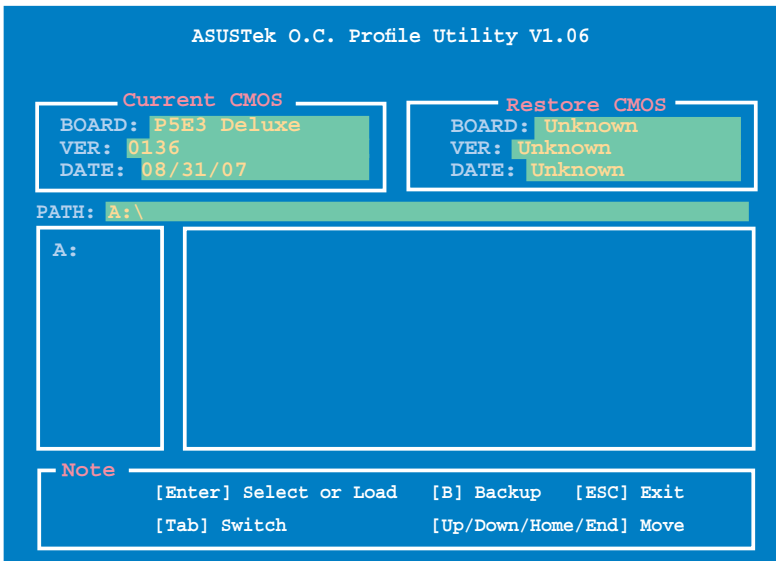 ASUSTek O.C. Profile Utility V1.06
Current CMOS
BOARD: P5E3 Deluxe
VER: 0136
DATE: 08/31/07
Restore CMOS
BOARD: Unknown
VER: Unknown
DATE: Unknown
PATH: A:\
A:
Note
[Enter] Select or Load [B] Backup [ESC] Exit
[Tab] Switch [Up/Down/Home/End] Move